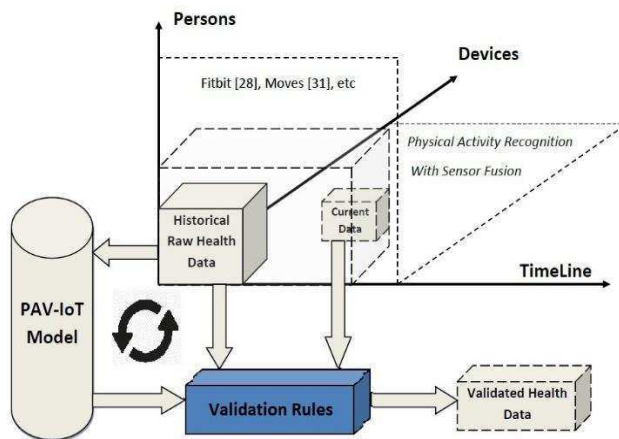 Persons
Devices
Fitbit [28], Moves [31], etc
Physical Activity Recognition
With Sensor Fusion
Historical
Raw Health
Data
Current
Data
TimeLine
PAV-IoT
Model
Validation Rules
Validated Health
Data